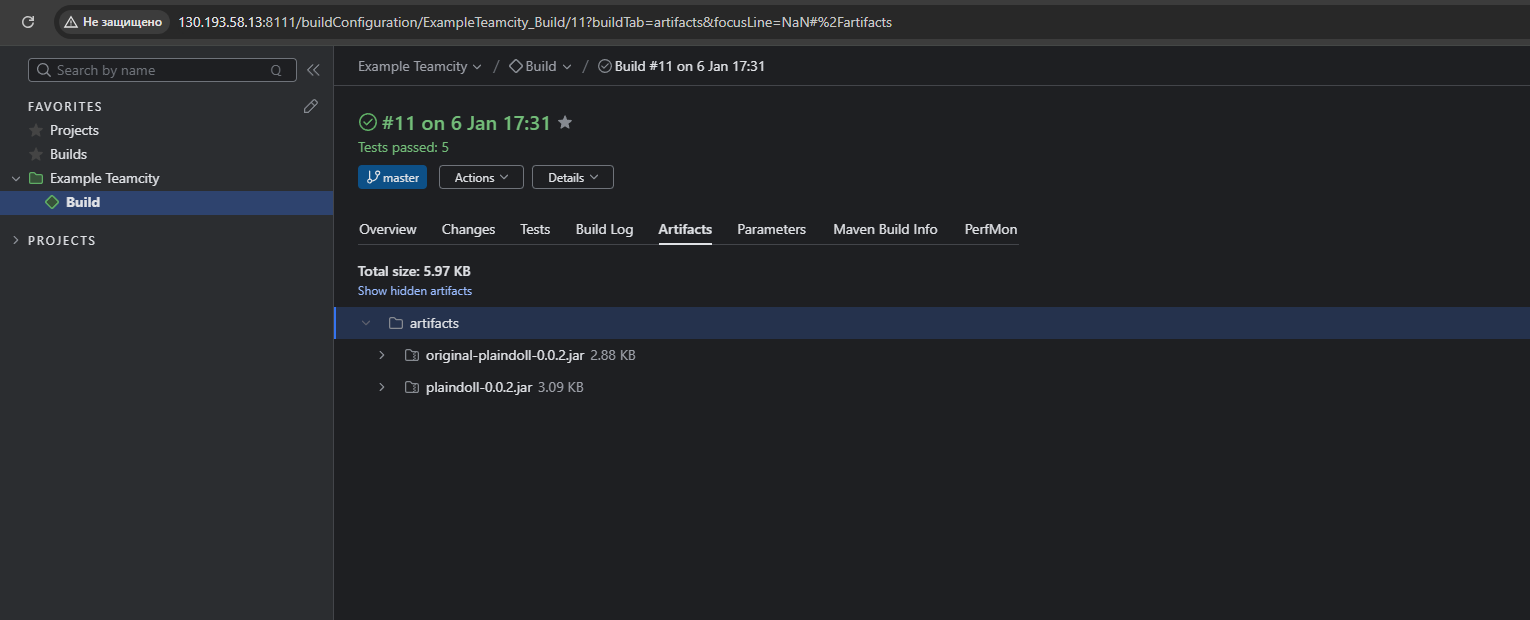 Не защищено 130.193.58.13:8111/buildConfiguration/ExampleTeamcity_Build/11?buildTab=artifacts&focusLine=NaN#%2Fartifacts
Search by name Q
FAVORITES
Projects
Builds
Example Teamcity
Build
PROJECTS
Example Teamcity / Build / Build #11 on 6 Jan 17:31
#11 on 6 Jan 17:31
Tests passed: 5
master Actions Details
Overview Changes Tests Build Log Artifacts Parameters Maven Build Info PerfMon
Total size: 5.97 KB
Show hidden artifacts
artifacts
original-plaindoll-0.0.2.jar 2.88 KB
plaindoll-0.0.2.jar 3.09 KB